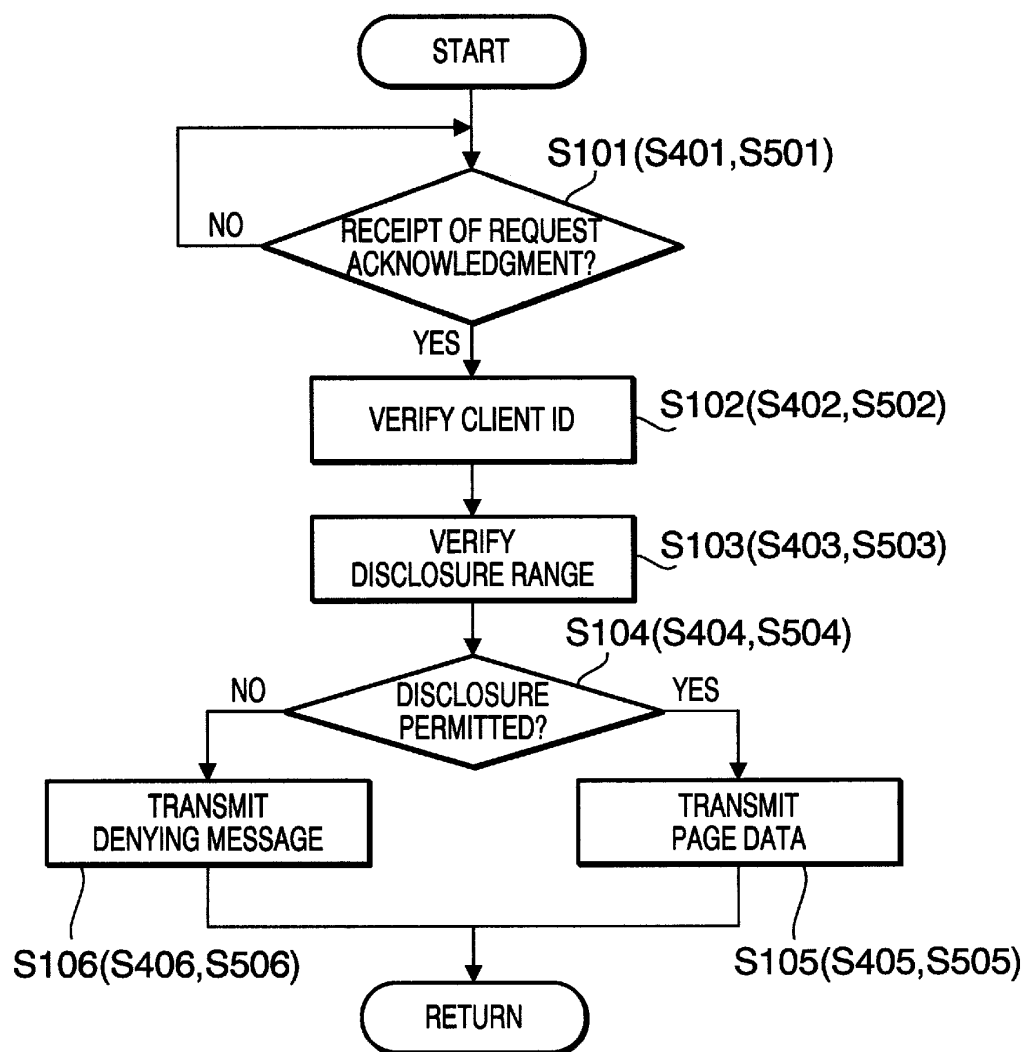 START
S101(S401,S501)
NO
RECEIPT OF REQUEST
ACKNOWLEDGMENT?
YES
VERIFY CLIENT ID
S102(S402,S502)
VERIFY
DISCLOSURE RANGE
S103(S403,S503)
S104(S404,S504)
NO
DISCLOSURE
PERMITTED?
YES
TRANSMIT
DENYING MESSAGE
TRANSMIT
PAGE DATA
S106(S406,S506)
S105(S405,S505)
RETURN